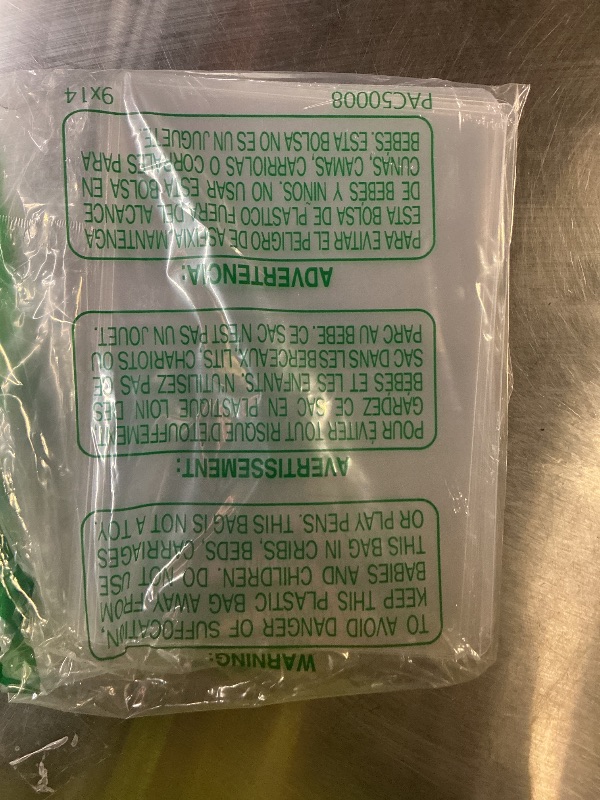 WARNING:
TO AVOID DANGER OF SUFFOCATION,
KEEP THIS PLASTIC BAG AWAY FROM
BABIES AND CHILDREN. DO NOT USE
THIS BAG IN CRIBS, BEDS, CARRIAGES
OR PLAY PENS. THIS BAG IS NOT A TOY.
AVERTISSEMENT:
POUR ÉVITER TOUT RISQUE D'ETOUFFEMENT
GARDEZ CE SAC EN PLASTIQUE LOIN DES
BEBÉS ET LES ENFANTS. N'UTILISEZ PAS CE
SAC DANS LES BERCEAUX, LITS, CHARIOTS OU
PARC AU BEBE. CE SAC N'EST PAS UN JOUET.
ADVERTENCIA:
PARA EVITAR EL PELIGRO DE ASFIXIA, MANTENGA
ESTA BOLSA DE PLASTICO FUERA DEL ALCANCE
DE BEBÉS Y NIÑOS. NO USAR ESTA BOLSA EN
CUNAS, CAMAS, CARRIOLAS O CORRALES PARA
BEBÉS. ESTA BOLSA NO ES UN JUGUETE.
PAC50008 9x14